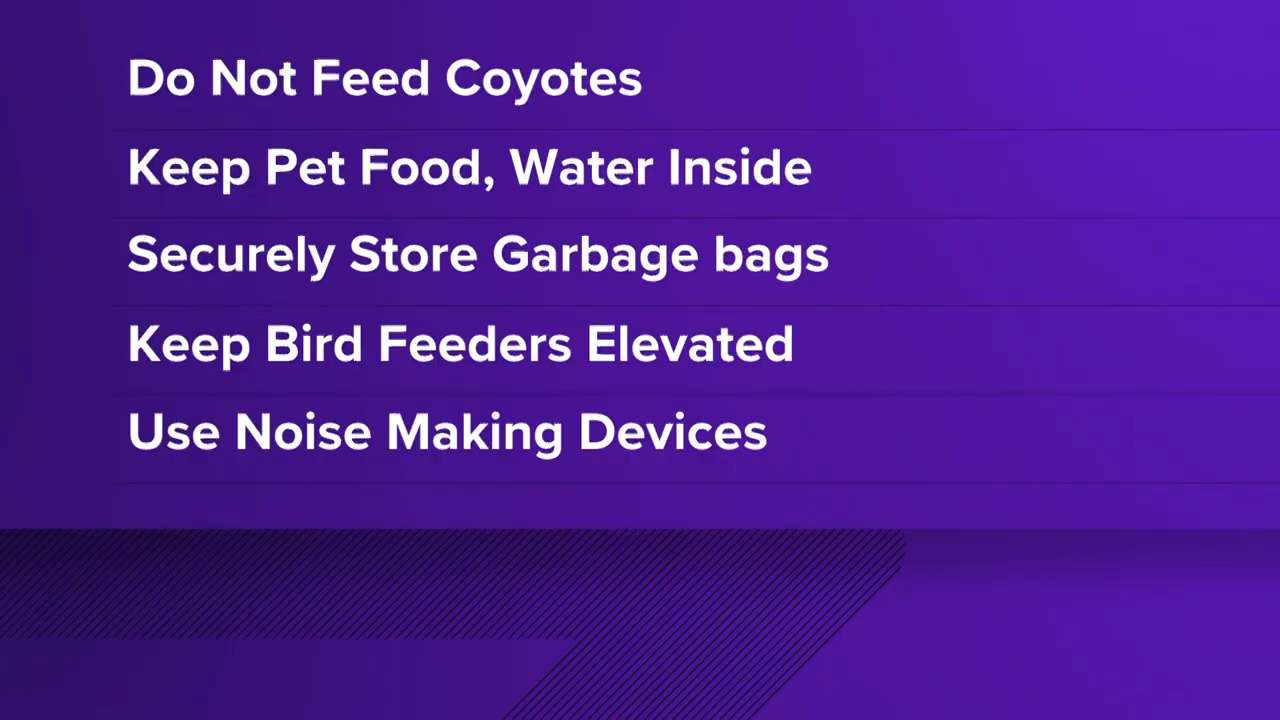 Do Not Feed Coyotes
Keep Pet Food, Water Inside
Securely Store Garbage bags
Keep Bird Feeders Elevated
Use Noise Making Devices